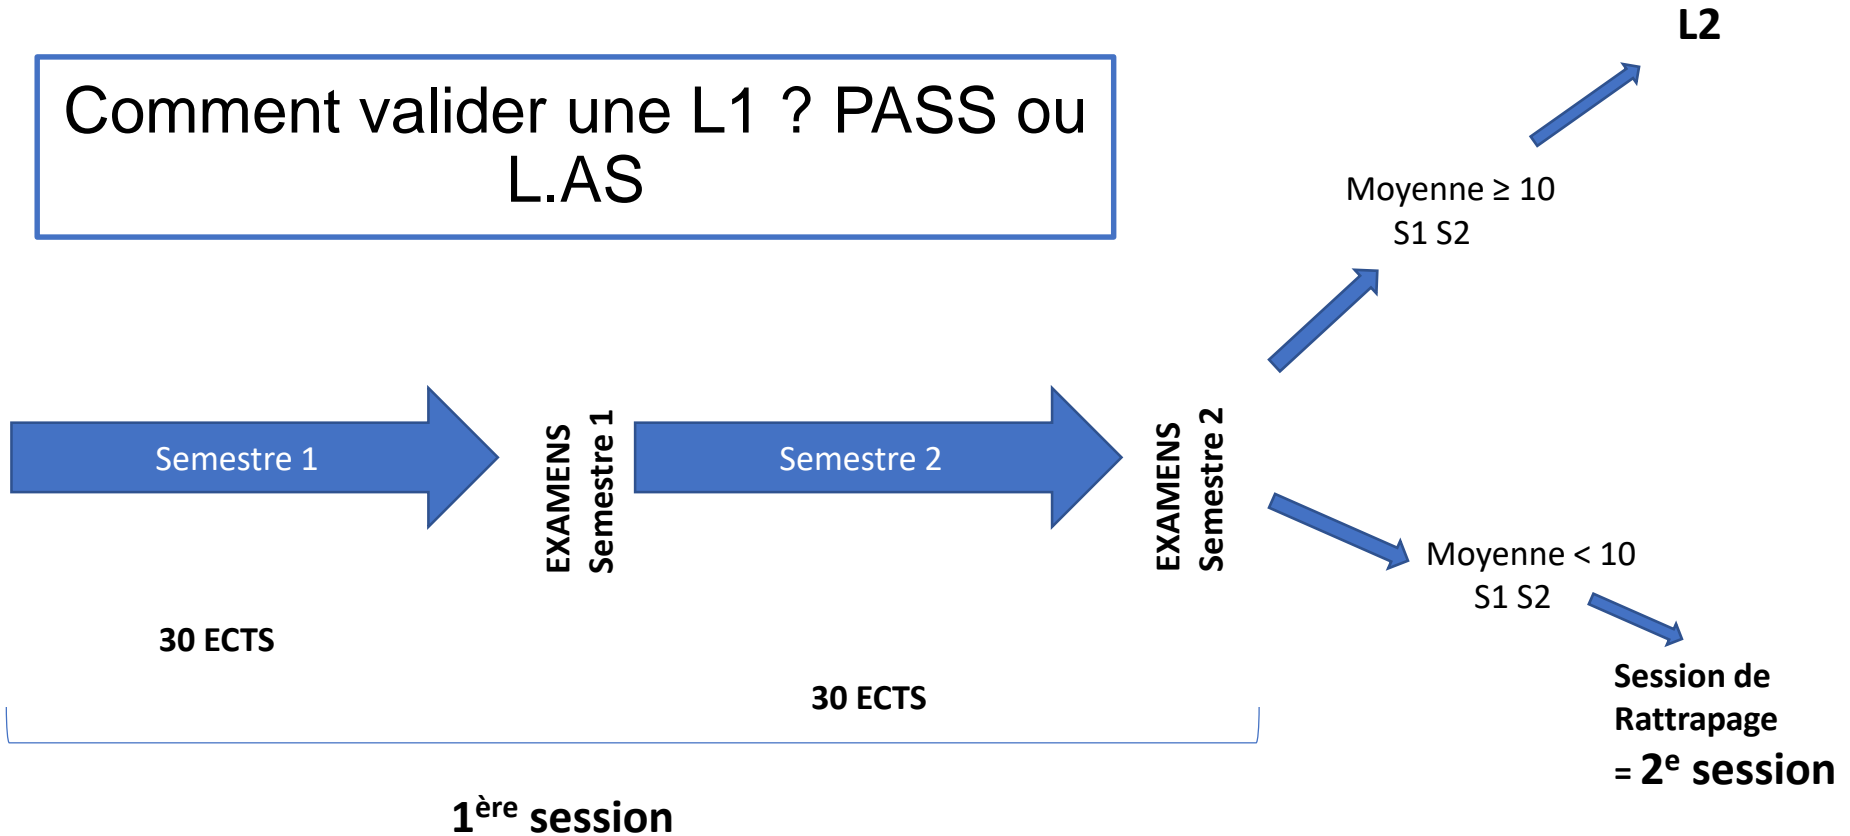 Comment valider une L1 ? PASS ou
L.AS
L2
Moyenne ≥ 10
S1 S2
Semestre 1
EXAMENS
Semestre 1
Semestre 2
EXAMENS
Semestre 2
Moyenne < 10
S1 S2
30 ECTS
30 ECTS
Session de
Rattrapage
= 2e session
1ère session